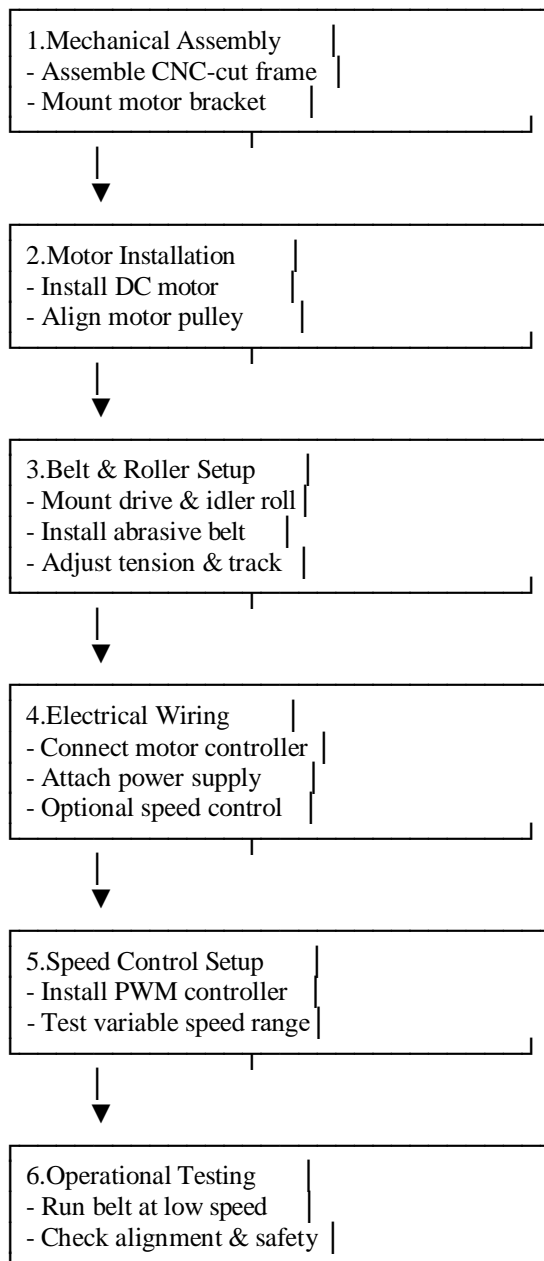 1.Mechanical Assembly
- Assemble CNC-cut frame
- Mount motor bracket
2.Motor Installation
- Install DC motor
- Align motor pulley
3.Belt & Roller Setup
- Mount drive & idler roll
- Install abrasive belt
- Adjust tension & track
4.Electrical Wiring
- Connect motor controller
- Attach power supply
- Optional speed control
5.Speed Control Setup
- Install PWM controller
- Test variable speed range
6.Operational Testing
- Run belt at low speed
- Check alignment & safety